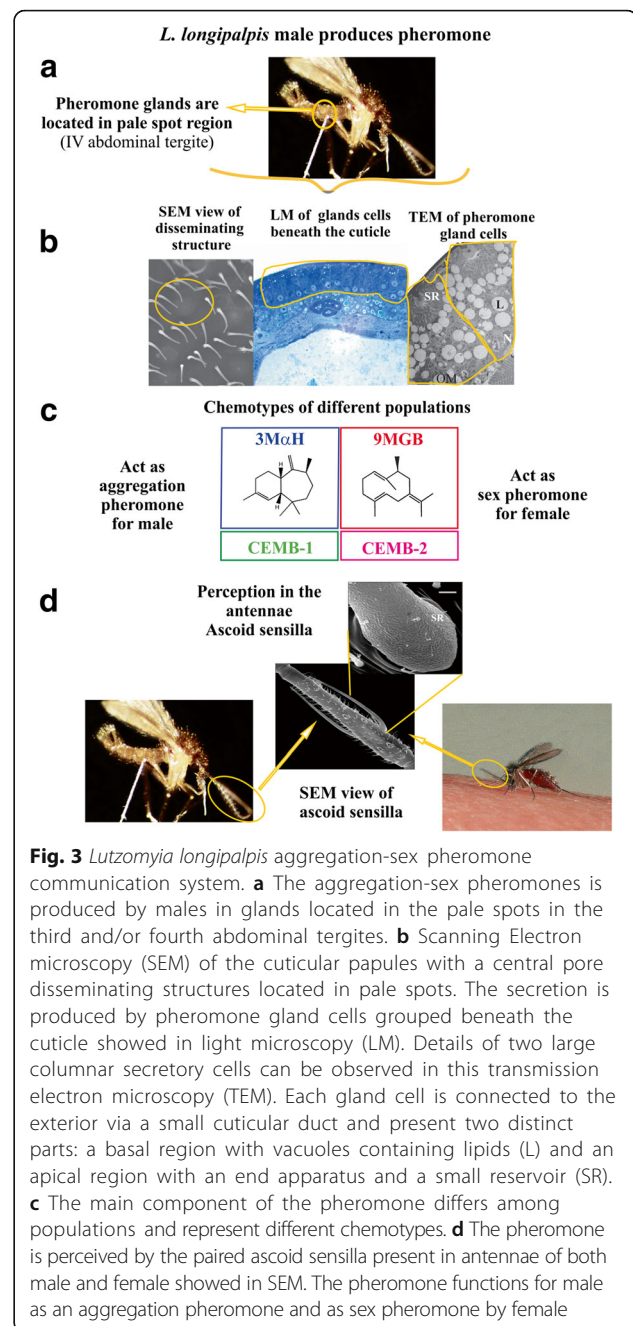 L. longipalpis male produces pheromone
a
Pheromone glands are
located in pale spot region
(IV abdominal tergite)
SEM view of
disseminating
structure
LM of glands cells
beneath the cuticle
TEM of pheromone
gland cells
b
SR
L
N
OM
c
Chemotypes of different populations
3MαH
9MGB
H
H
Act as
aggregation
pheromone
for male
Act as
sex pheromone
for female
CEMB-1
CEMB-2
d
Perception in the
antennae
Ascoid sensilla
SR
SEM view of
ascoid sensilla
Fig. 3 Lutzomyia longipalpis aggregation-sex pheromone
communication system. a The aggregation-sex pheromones is
produced by males in glands located in the pale spots in the
third and/or fourth abdominal tergites. b Scanning Electron
microscopy (SEM) of the cuticular papules with a central pore
disseminating structures located in pale spots. The secretion is
produced by pheromone gland cells grouped beneath the
cuticle showed in light microscopy (LM). Details of two large
columnar secretory cells can be observed in this transmission
electron microscopy (TEM). Each gland cell is connected to the
exterior via a small cuticular duct and present two distinct
parts: a basal region with vacuoles containing lipids (L) and an
apical region with an end apparatus and a small reservoir (SR).
c The main component of the pheromone differs among
populations and represent different chemotypes. d The pheromone
is perceived by the paired ascoid sensilla present in antennae of both
male and female showed in SEM. The pheromone functions for male
as an aggregation pheromone and as sex pheromone by female